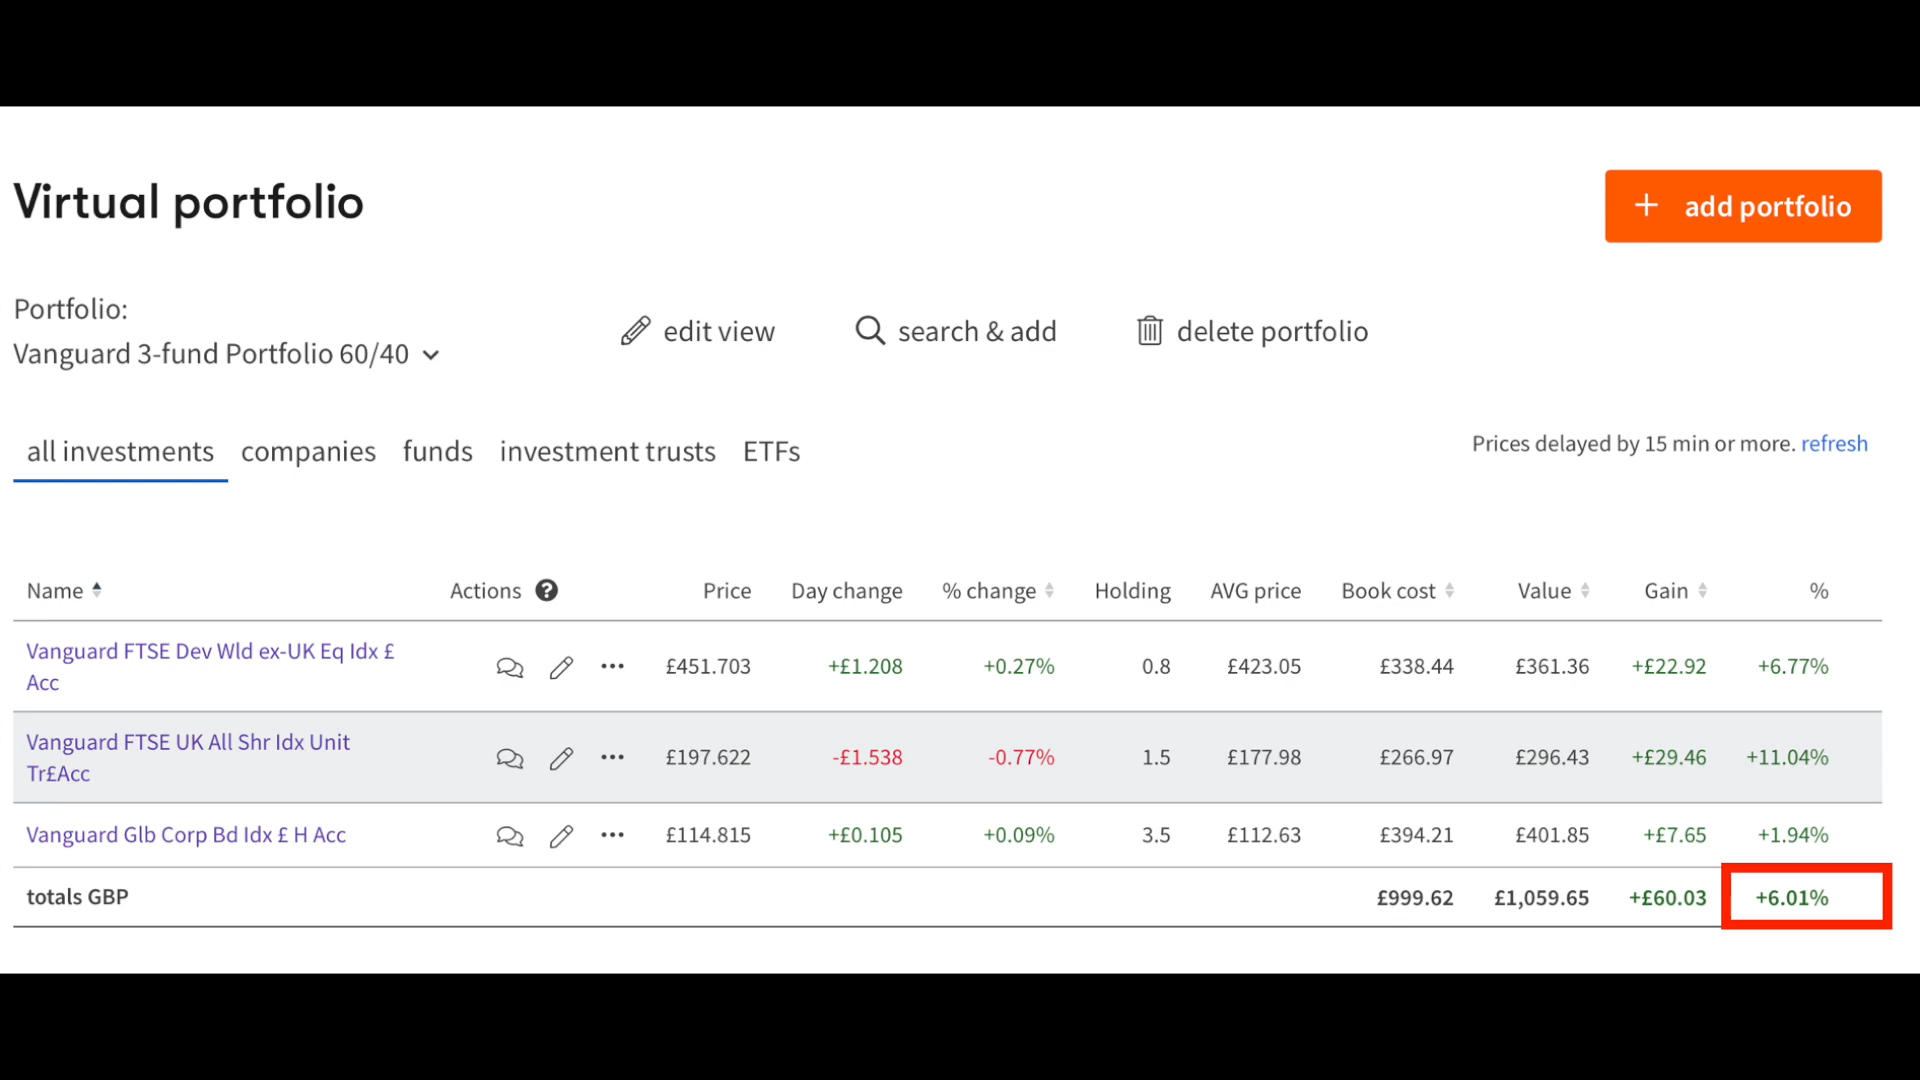 Virtual portfolio
+ add portfolio
Portfolio:
Vanguard 3-fund Portfolio 60/40
edit view
search & add
delete portfolio
all investments companies funds investment trusts ETFs
Prices delayed by 15 min or more. refresh
Name Actions ? Price Day change % change Holding AVG price Book cost Value Gain %
Vanguard FTSE Dev Wld ex-UK Eq Idx £
Acc
£451.703 +£1.208 +0.27% 0.8 £423.05 £338.44 £361.36 +£22.92 +6.77%
Vanguard FTSE UK All Shr Idx Unit
Tr£Acc
£197.622 -£1.538 -0.77% 1.5 £177.98 £266.97 £296.43 +£29.46 +11.04%
Vanguard Glb Corp Bd Idx £ H Acc £114.815 +£0.105 +0.09% 3.5 £112.63 £394.21 £401.85 +£7.65 +1.94%
totals GBP £999.62 £1,059.65 +£60.03 +6.01%